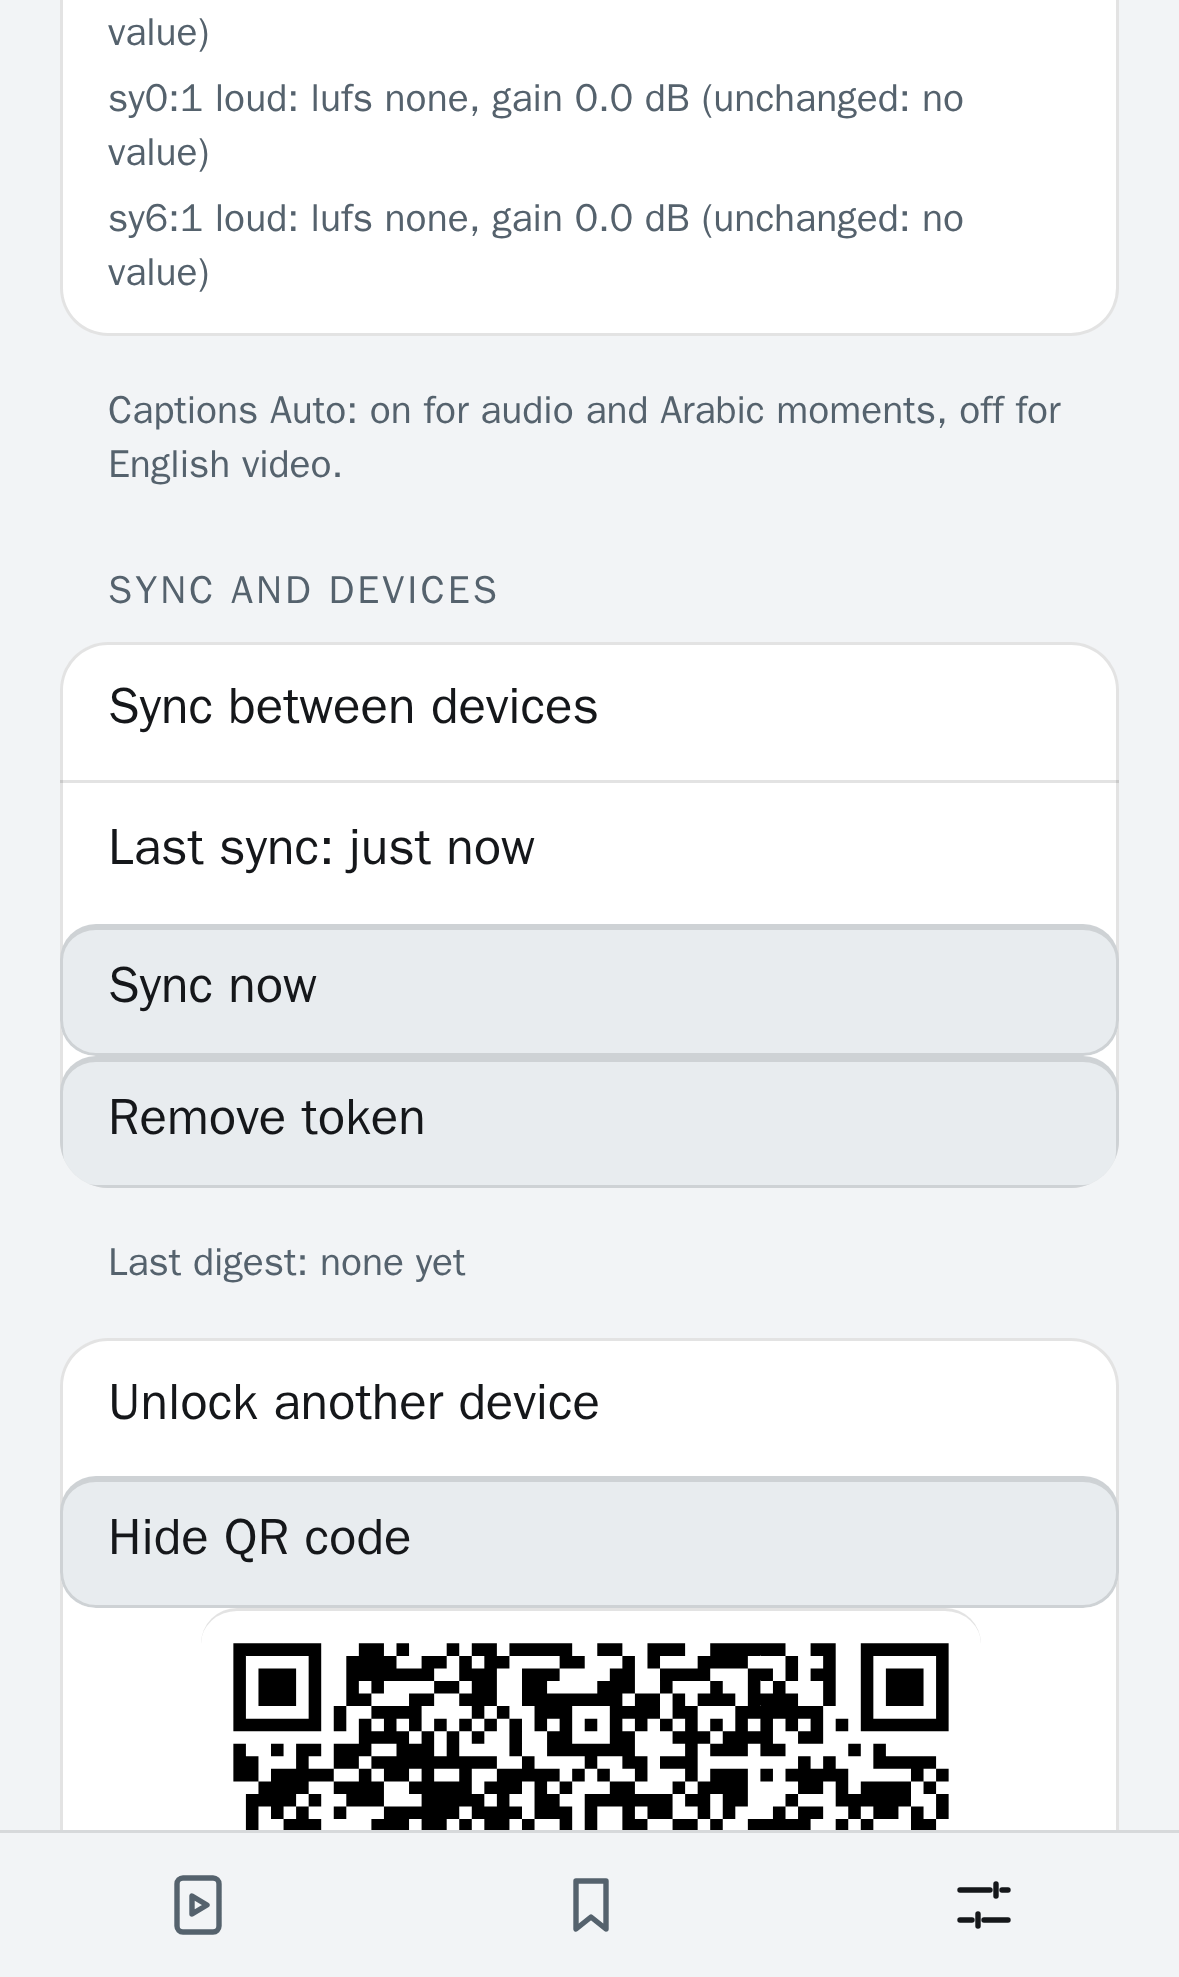 value)
sy0:1 loud: lufs none, gain 0.0 dB (unchanged: no
value)
sy6:1 loud: lufs none, gain 0.0 dB (unchanged: no
value)
Captions Auto: on for audio and Arabic moments, off for
English video.
SYNC AND DEVICES
Sync between devices
Last sync: just now
Sync now
Remove token
Last digest: none yet
Unlock another device
Hide QR code